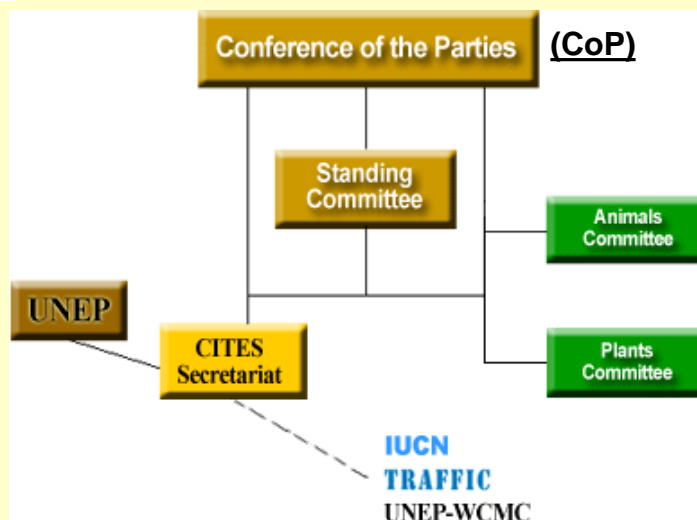 Conference of the Parties (CoP)
Standing
Committee
Animals
Committee
UNEP
CITES
Secretariat
Plants
Committee
IUCN
TRAFFIC
UNEP-WCMC